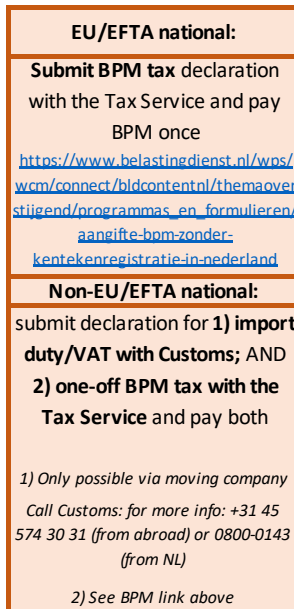 EU/EFTA national:
Submit BPM tax declaration
with the Tax Service and pay
BPM once
https://www.belastingdienst.nl/wps/
wcm/connect/bldcontentnl/themaover
stijgend/programmas_en_formulieren/
aangifte-bpm-zonder-
kentekenregistratie-in-nederland
Non-EU/EFTA national:
submit declaration for 1) import
duty/VAT with Customs; AND
2) one-off BPM tax with the
Tax Service and pay both
1) Only possible via moving company
Call Customs: for more info: +31 45
574 30 31 (from abroad) or 0800-0143
(from NL)
2) See BPM link above